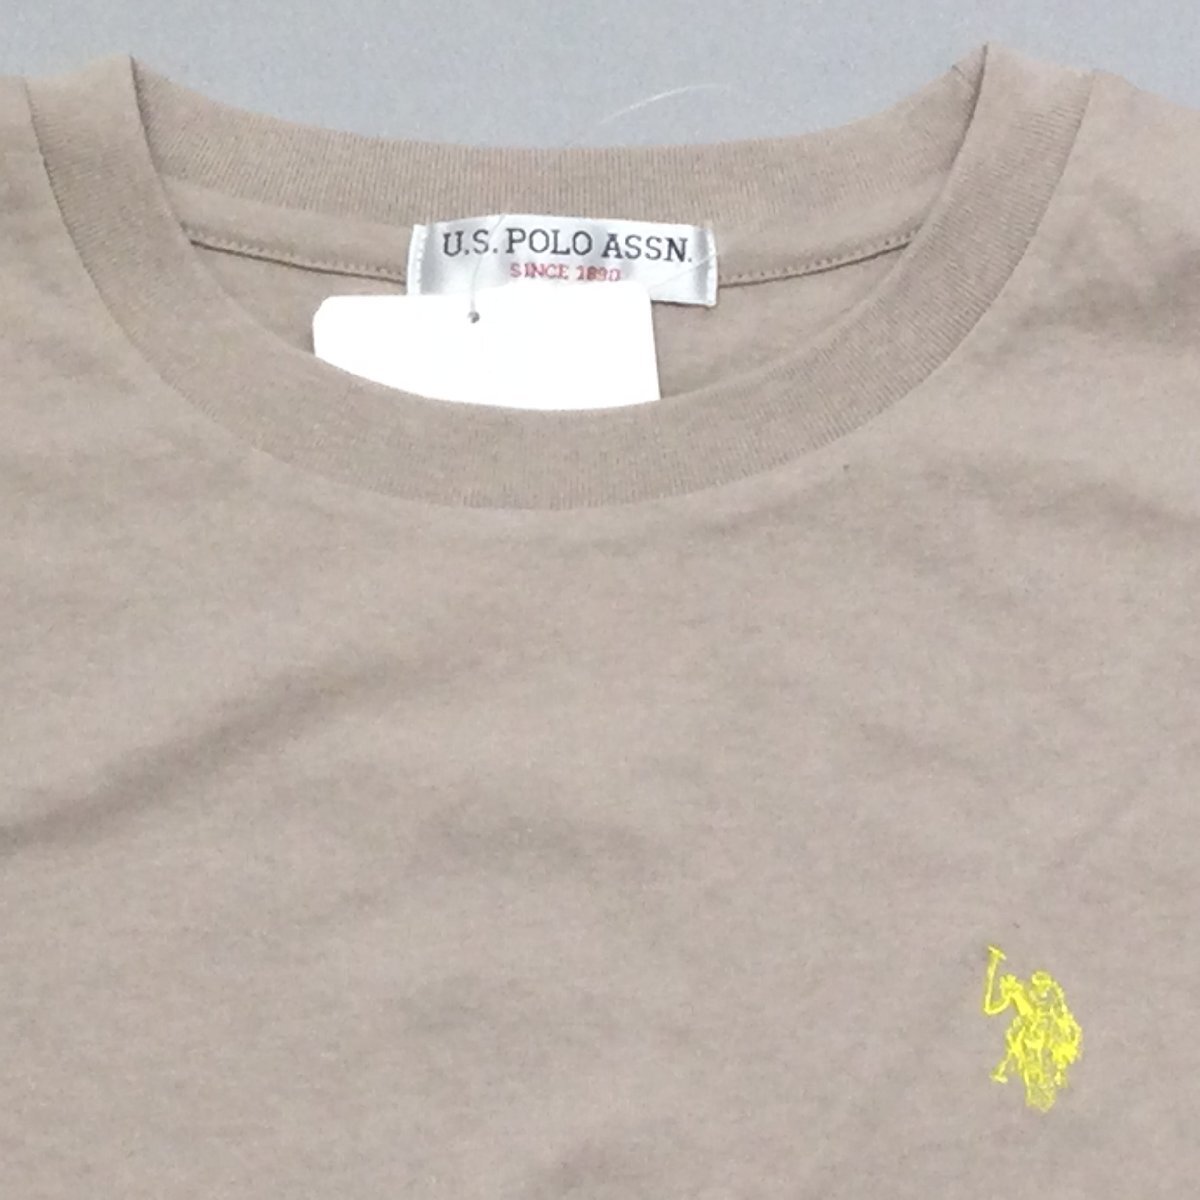 U.S. POLO ASSN.
SINCE 1890